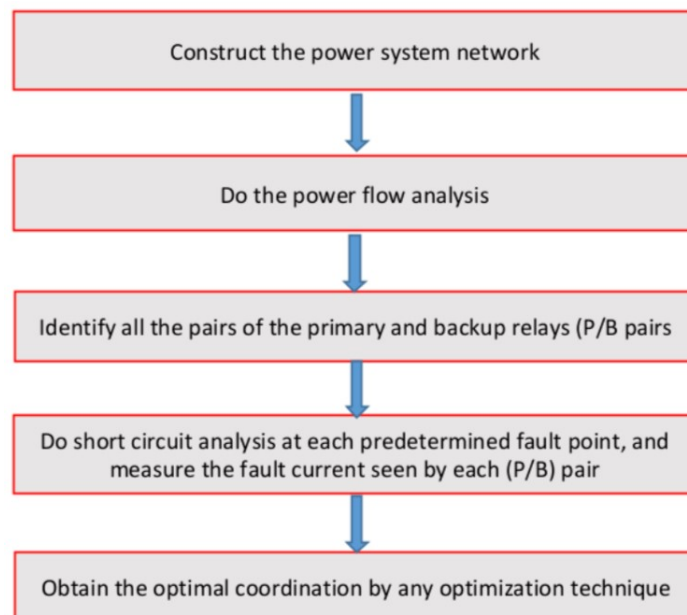 Construct the power system network
Do the power flow analysis
Identify all the pairs of the primary and backup relays (P/B pairs
Do short circuit analysis at each predetermined fault point, and
measure the fault current seen by each (P/B) pair
Obtain the optimal coordination by any optimization technique